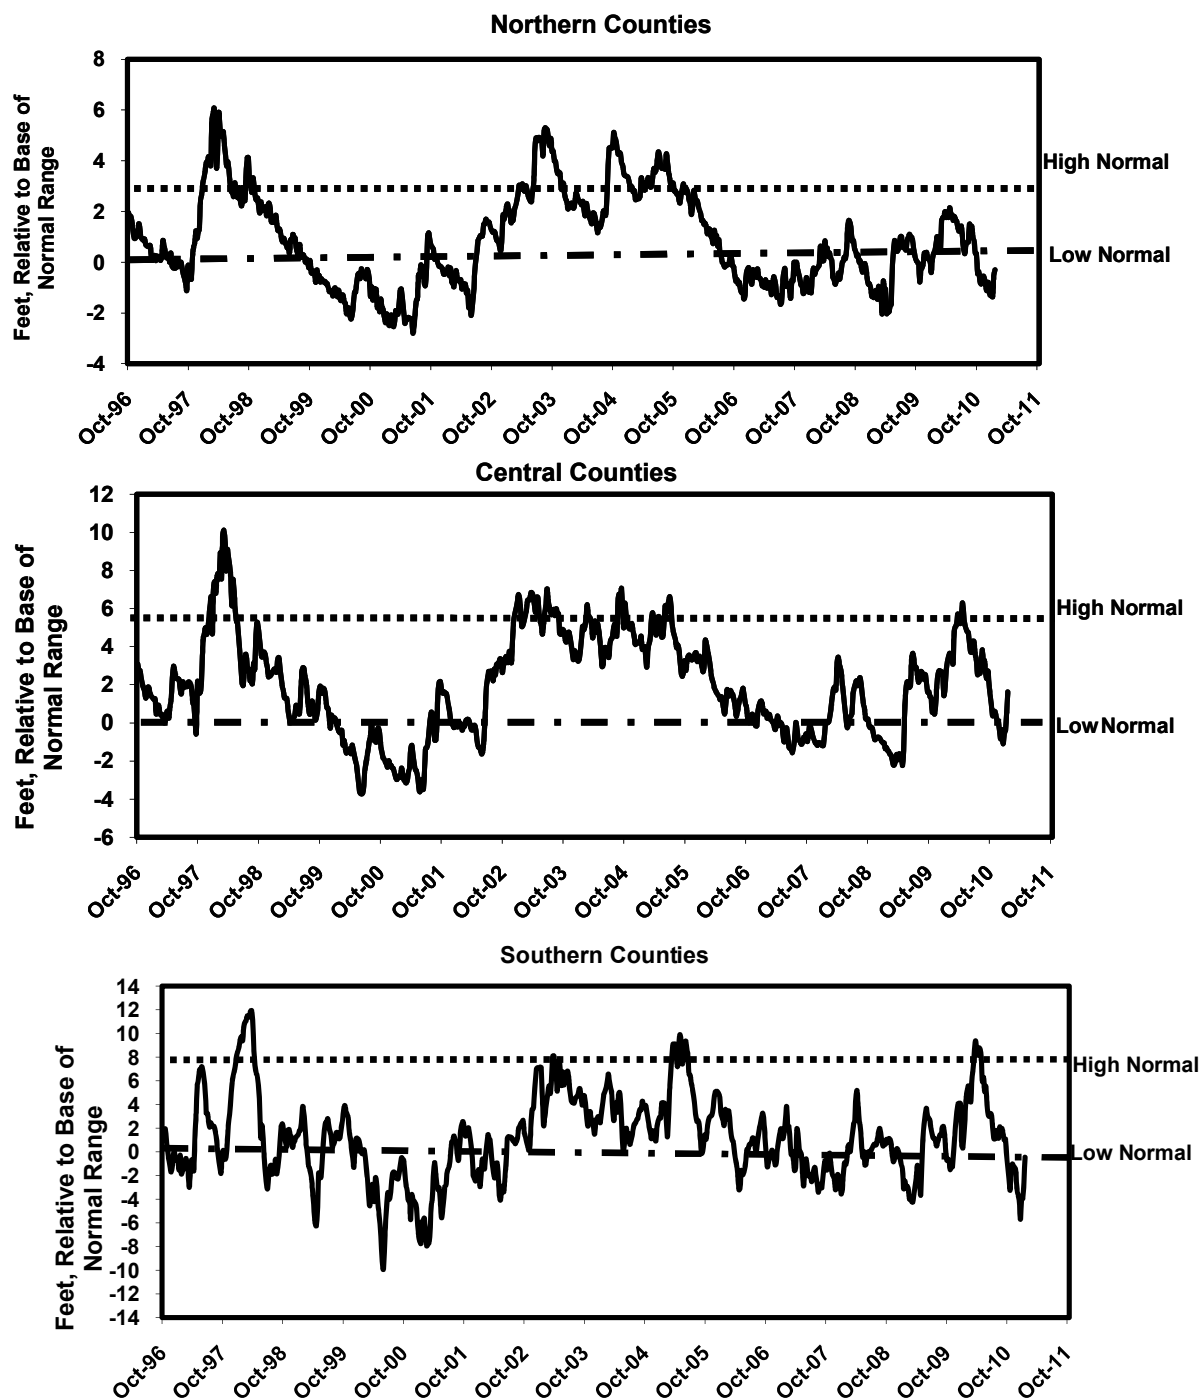 Northern Counties
Feet, Relative to Base of
Normal Range
8
6
4
2
0
-2
-4
High Normal
Low Normal
Oct-96
Oct-97
Oct-98
Oct-99
Oct-00
Oct-01
Oct-02
Oct-03
Oct-04
Oct-05
Oct-06
Oct-07
Oct-08
Oct-09
Oct-10
Oct-11
Central Counties
Feet, Relative to Base of
Normal Range
12
10
8
6
4
2
0
-2
-4
-6
High Normal
Low Normal
Oct-96
Oct-97
Oct-98
Oct-99
Oct-00
Oct-01
Oct-02
Oct-03
Oct-04
Oct-05
Oct-06
Oct-07
Oct-08
Oct-09
Oct-10
Oct-11
Southern Counties
Feet, Relative to Base of
Normal Range
14
12
10
8
6
4
2
0
-2
-4
-6
-8
-10
-12
-14
High Normal
Low Normal
Oct-96
Oct-97
Oct-98
Oct-99
Oct-00
Oct-01
Oct-02
Oct-03
Oct-04
Oct-05
Oct-06
Oct-07
Oct-08
Oct-09
Oct-10
Oct-11